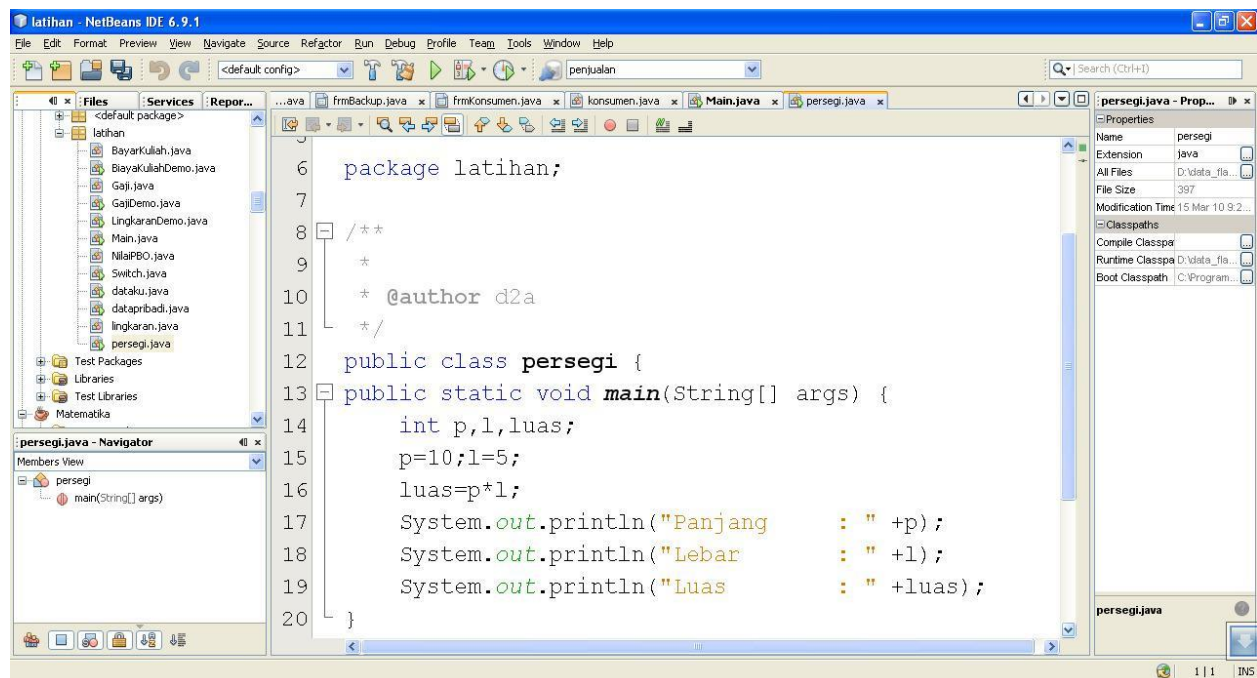 latihan - NetBeans IDE 6.9.1
File Edit Format Preview View Navigate Source Refactor Run Debug Profile Team Tools Window Help
<default config> penjualan Search (Ctrl+I)
Files Services Repor... ...ava frmBackup.java frmKonsumen.java konsumen.java Main.java persegi.java
<default package>
latihan
BayarKuliah.java
BiayaKuliahDemo.java
Gaji.java
GajiDemo.java
LingkaranDemo.java
Main.java
NilaiPBO.java
Switch.java
dataku.java
datapribadi.java
lingkaran.java
persegi.java
Test Packages
Libraries
Test Libraries
Matematika
persegi.java - Navigator
Members View
persegi
main(String[] args)
6 package latihan;
7
8 /**
9 *
10 * @author d2a
11 */
12 public class persegi {
13 public static void main(String[] args) {
14 int p,l,luas;
15 p=10;l=5;
16 luas=p*l;
17 System.out.println("Panjang      : " +p);
18 System.out.println("Lebar        : " +l);
19 System.out.println("Luas         : " +luas);
20 }
persegi.java - Prop...
Properties
Name persegi
Extension java
All Files D:\data_fla...
File Size 397
Modification Time 15 Mar 10 9:2...
Classpaths
Compile Classpa
Runtime Classpa D:\data_fla...
Boot Classpath C:\Program...
persegi.java
1|1 INS